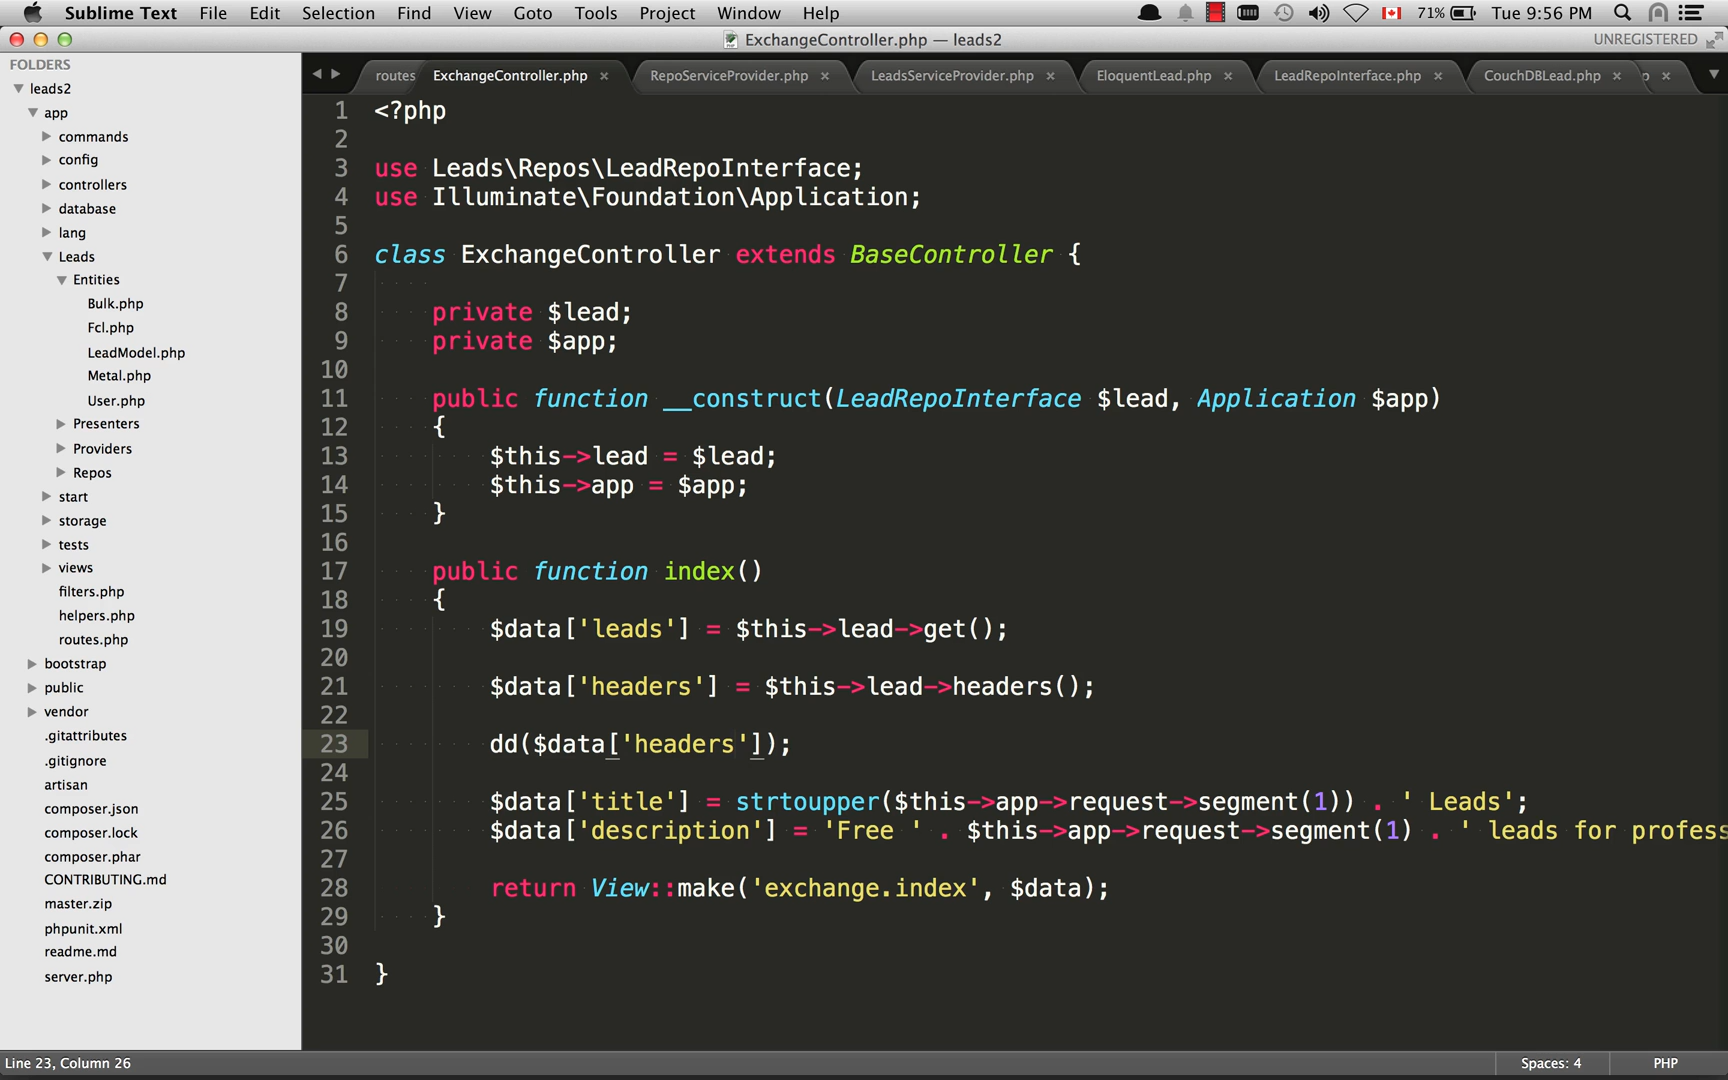 Sublime Text File Edit Selection Find View Goto Tools Project Window Help 71% Tue 9:56 PM
ExchangeController.php — leads2 UNREGISTERED
FOLDERS
leads2
app
commands
config
controllers
database
lang
Leads
Entities
Bulk.php
Fcl.php
LeadModel.php
Metal.php
User.php
Presenters
Providers
Repos
start
storage
tests
views
filters.php
helpers.php
routes.php
bootstrap
public
vendor
.gitattributes
.gitignore
artisan
composer.json
composer.lock
composer.phar
CONTRIBUTING.md
master.zip
phpunit.xml
readme.md
server.php
routes ExchangeController.php × RepoServiceProvider.php × LeadsServiceProvider.php × EloquentLead.php × LeadRepoInterface.php × CouchDBLead.php × p ×
1 <?php
2
3 use Leads\Repos\LeadRepoInterface;
4 use Illuminate\Foundation\Application;
5
6 class ExchangeController extends BaseController {
7
8 private $lead;
9 private $app;
10
11 public function __construct(LeadRepoInterface $lead, Application $app)
12 {
13 $this->lead = $lead;
14 $this->app = $app;
15 }
16
17 public function index()
18 {
19 $data['leads'] = $this->lead->get();
20
21 $data['headers'] = $this->lead->headers();
22
23 dd($data['headers']);
24
25 $data['title'] = strtoupper($this->app->request->segment(1)) . ' Leads';
26 $data['description'] = 'Free ' . $this->app->request->segment(1) . ' leads for profess
27
28 return View::make('exchange.index', $data);
29 }
30
31 }
Line 23, Column 26 Spaces: 4 PHP